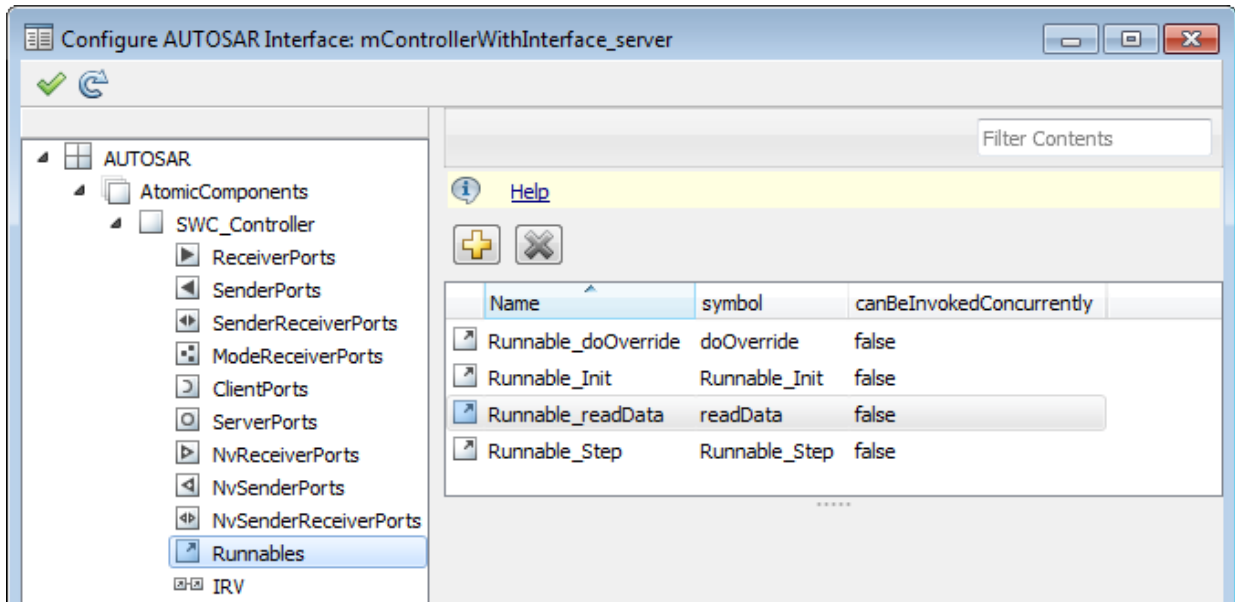 Configure AUTOSAR Interface: mControllerWithInterface_server
Filter Contents
AUTOSAR
AtomicComponents
SWC_Controller
ReceiverPorts
SenderPorts
SenderReceiverPorts
ModeReceiverPorts
ClientPorts
ServerPorts
NvReceiverPorts
NvSenderPorts
NvSenderReceiverPorts
Runnables
IRV
Help
Name symbol canBeInvokedConcurrently
Runnable_doOverride doOverride false
Runnable_Init Runnable_Init false
Runnable_readData readData false
Runnable_Step Runnable_Step false